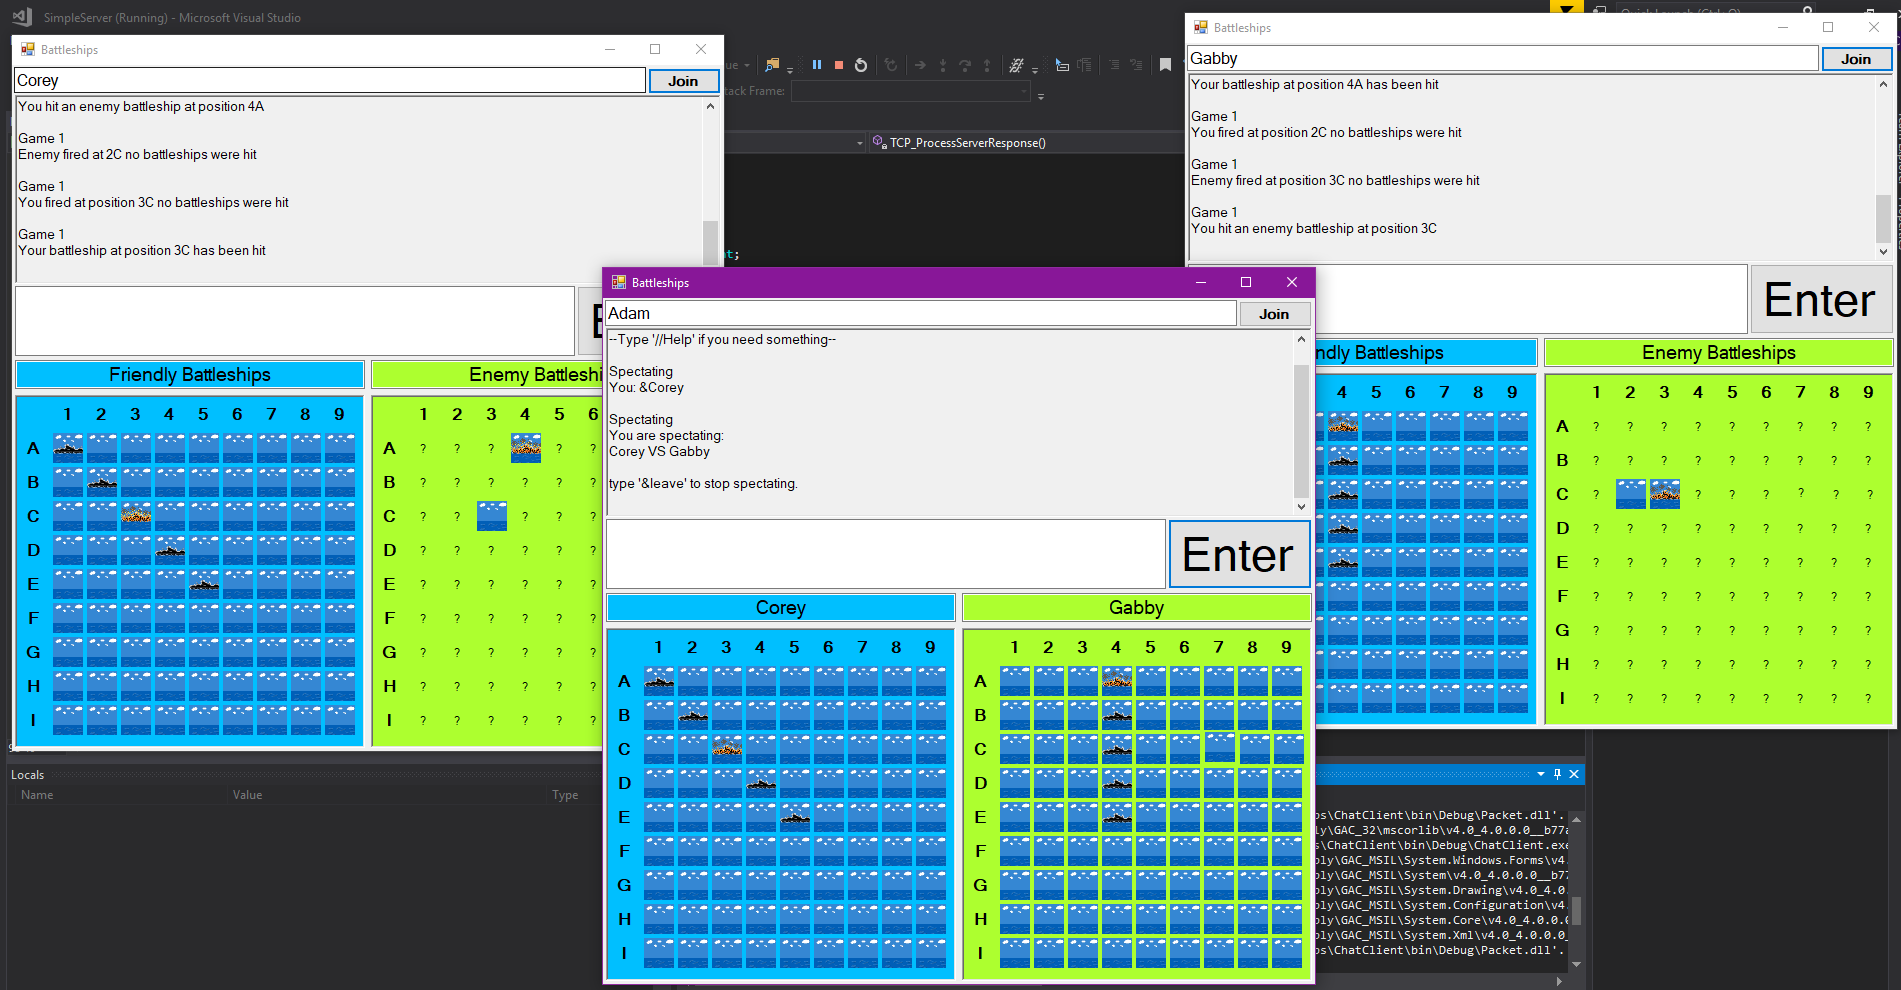 SimpleServer (Running) - Microsoft Visual Studio
Stack Frame:
TCP_ProcessServerResponse()
Battleships
Corey
Join
You hit an enemy battleship at position 4A
Game 1
Enemy fired at 2C no battleships were hit
Game 1
You fired at position 3C no battleships were hit
Game 1
Your battleship at position 3C has been hit
Friendly Battleships
1 2 3 4 5 6 7 8 9
A
B
C
D
E
F
G
H
I
Enemy Battleshi
1 2 3 4 5 6
A ? ? ? ? ?
B ? ? ? ? ? ?
C ? ? ? ? ?
D ? ? ? ? ? ?
E ? ? ? ? ? ?
F ? ? ? ? ? ?
G ? ? ? ? ? ?
H ? ? ? ? ? ?
I ? ? ? ? ? ?
Battleships
Gabby
Join
Your battleship at position 4A has been hit
Game 1
You fired at position 2C no battleships were hit
Game 1
Enemy fired at position 3C no battleships were hit
Game 1
You hit an enemy battleship at position 3C
Enter
ndly Battleships
4 5 6 7 8 9
Enemy Battleships
1 2 3 4 5 6 7 8 9
A ? ? ? ? ? ? ? ? ?
B ? ? ? ? ? ? ? ? ?
C ? ? ? ? ? ? ?
D ? ? ? ? ? ? ? ? ?
E ? ? ? ? ? ? ? ? ?
F ? ? ? ? ? ? ? ? ?
G ? ? ? ? ? ? ? ? ?
H ? ? ? ? ? ? ? ? ?
I ? ? ? ? ? ? ? ? ?
Battleships
Adam
Join
--Type '//Help' if you need something--
Spectating
You: &Corey
Spectating
You are spectating:
Corey VS Gabby
type '&leave' to stop spectating.
Enter
Corey
1 2 3 4 5 6 7 8 9
A
B
C
D
E
F
G
H
I
Gabby
1 2 3 4 5 6 7 8 9
A
B
C
D
E
F
G
H
I
Locals
Name Value Type
os\ChatClient\bin\Debug\Packet.dll'.
ly\GAC_32\mscorlib\v4.0_4.0.0.0__b77a
os\ChatClient\bin\Debug\ChatClient.exe
ply\GAC_MSIL\System.Windows.Forms\v4.
bly\GAC_MSIL\System\v4.0_4.0.0.0__b77
bly\GAC_MSIL\System.Drawing\v4.0_4.0.
bly\GAC_MSIL\System.Configuration\v4.
bly\GAC_MSIL\System.Core\v4.0_4.0.0.0
bly\GAC_MSIL\System.Xml\v4.0_4.0.0.0_
os\ChatClient\bin\Debug\Packet.dll'.